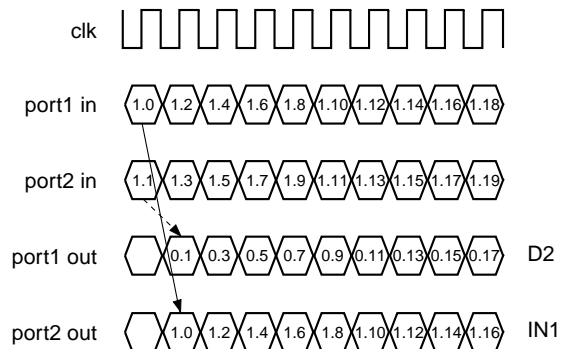 clk
port1 in 1.0 1.2 1.4 1.6 1.8 1.10 1.12 1.14 1.16 1.18
port2 in 1.1 1.3 1.5 1.7 1.9 1.11 1.13 1.15 1.17 1.19
port1 out 0.1 0.3 0.5 0.7 0.9 0.11 0.13 0.15 0.17 D2
port2 out 1.0 1.2 1.4 1.6 1.8 1.10 1.12 1.14 1.16 IN1